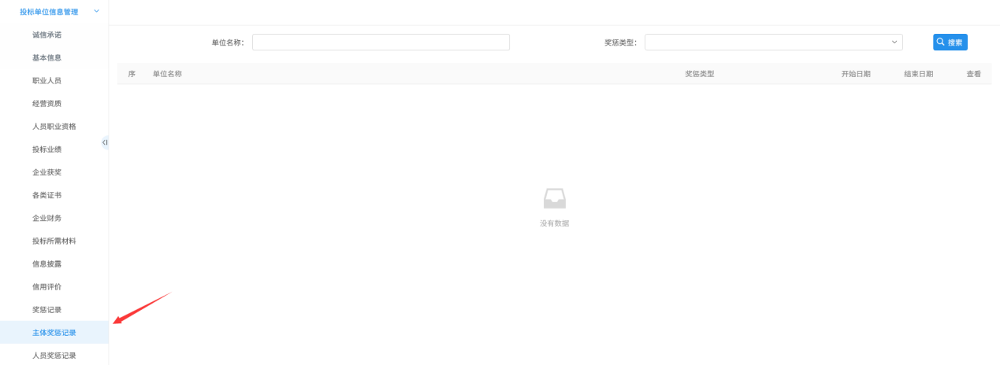 投标单位信息管理
诚信承诺
基本信息
职业人员
经营资质
人员职业资格
投标业绩
企业获奖
各类证书
企业财务
投标所需材料
信息披露
信用评价
奖惩记录
主体奖惩记录
人员奖惩记录
单位名称: 奖惩类型: 搜索
序 单位名称 奖惩类型 开始日期 结束日期 查看
没有数据